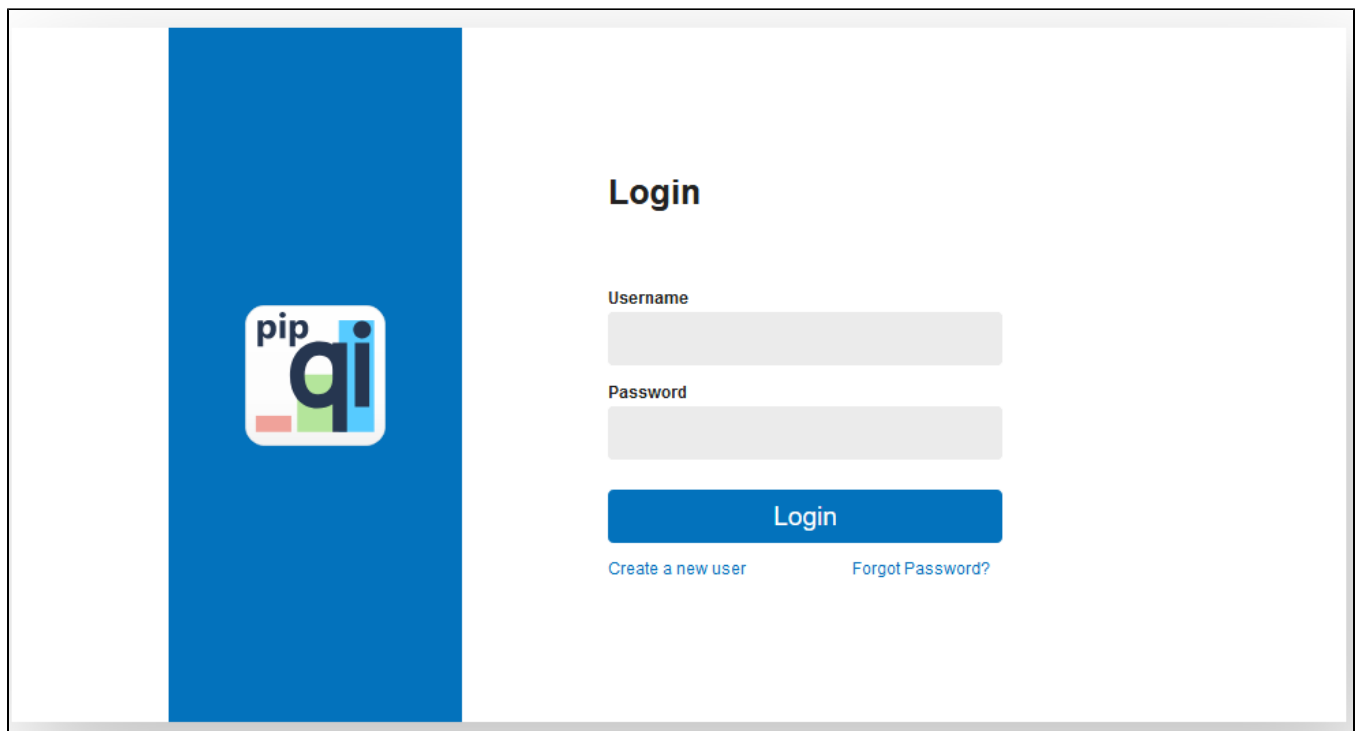 pip
qi
Login
Username
Password
Login
Create a new user Forgot Password?